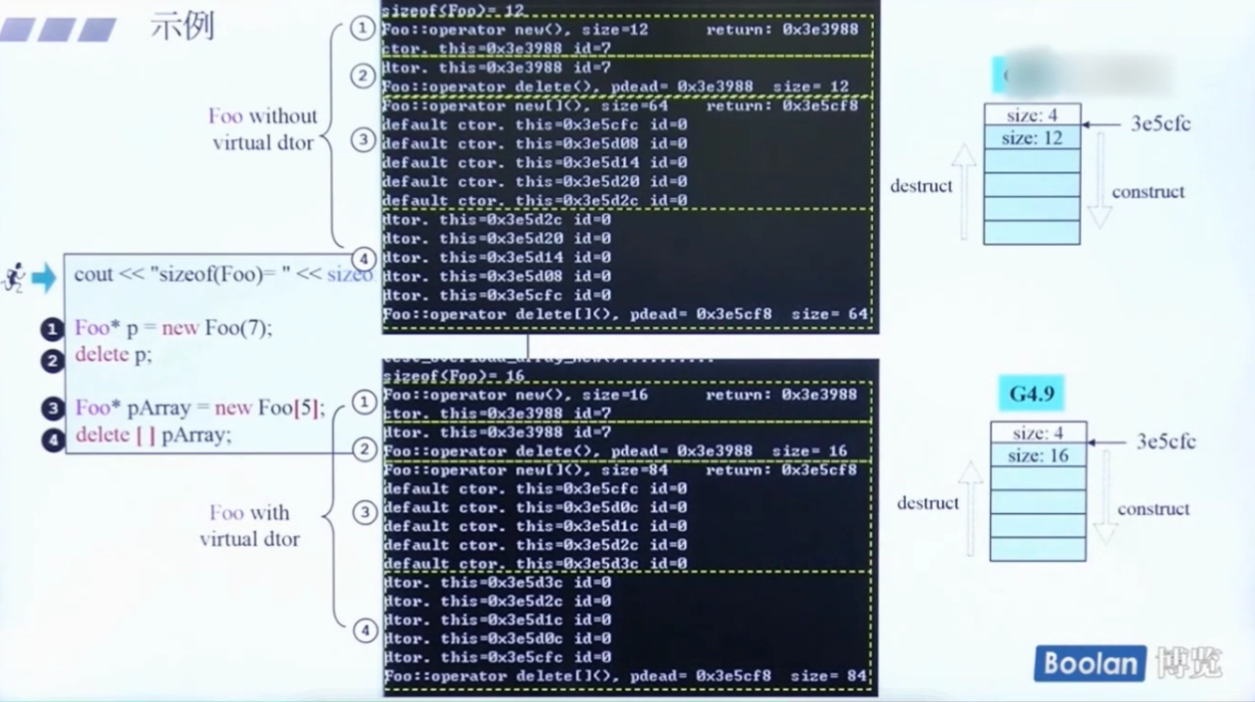 示例
Foo without
virtual dtor
①
②
③
④
sizeof(Foo)= 12
Foo::operator new(), size=12 return: 0x3e3988
ctor. this=0x3e3988 id=7
dtor. this=0x3e3988 id=7
Foo::operator delete(), pdead= 0x3e3988 size= 12
Foo::operator new[](), size=64 return: 0x3e5cf8
default ctor. this=0x3e5cfc id=0
default ctor. this=0x3e5d08 id=0
default ctor. this=0x3e5d14 id=0
default ctor. this=0x3e5d20 id=0
default ctor. this=0x3e5d2c id=0
dtor. this=0x3e5d2c id=0
dtor. this=0x3e5d20 id=0
dtor. this=0x3e5d14 id=0
dtor. this=0x3e5d08 id=0
dtor. this=0x3e5cfc id=0
Foo::operator delete[](), pdead= 0x3e5cf8 size= 64
size: 4
size: 12
3e5cfc
destruct
construct
cout << "sizeof(Foo)= " << sizeo
❶ Foo* p = new Foo(7);
❷ delete p;
❸ Foo* pArray = new Foo[5];
❹ delete [ ] pArray;
Foo with
virtual dtor
①
②
③
④
sizeof(Foo)= 16
Foo::operator new(), size=16 return: 0x3e3988
ctor. this=0x3e3988 id=7
dtor. this=0x3e3988 id=7
Foo::operator delete(), pdead= 0x3e3988 size= 16
Foo::operator new[](), size=84 return: 0x3e5cf8
default ctor. this=0x3e5cfc id=0
default ctor. this=0x3e5d0c id=0
default ctor. this=0x3e5d1c id=0
default ctor. this=0x3e5d2c id=0
default ctor. this=0x3e5d3c id=0
dtor. this=0x3e5d3c id=0
dtor. this=0x3e5d2c id=0
dtor. this=0x3e5d1c id=0
dtor. this=0x3e5d0c id=0
dtor. this=0x3e5cfc id=0
Foo::operator delete[](), pdead= 0x3e5cf8 size= 84
G4.9
size: 4
size: 16
3e5cfc
destruct
construct
Boolan 博览